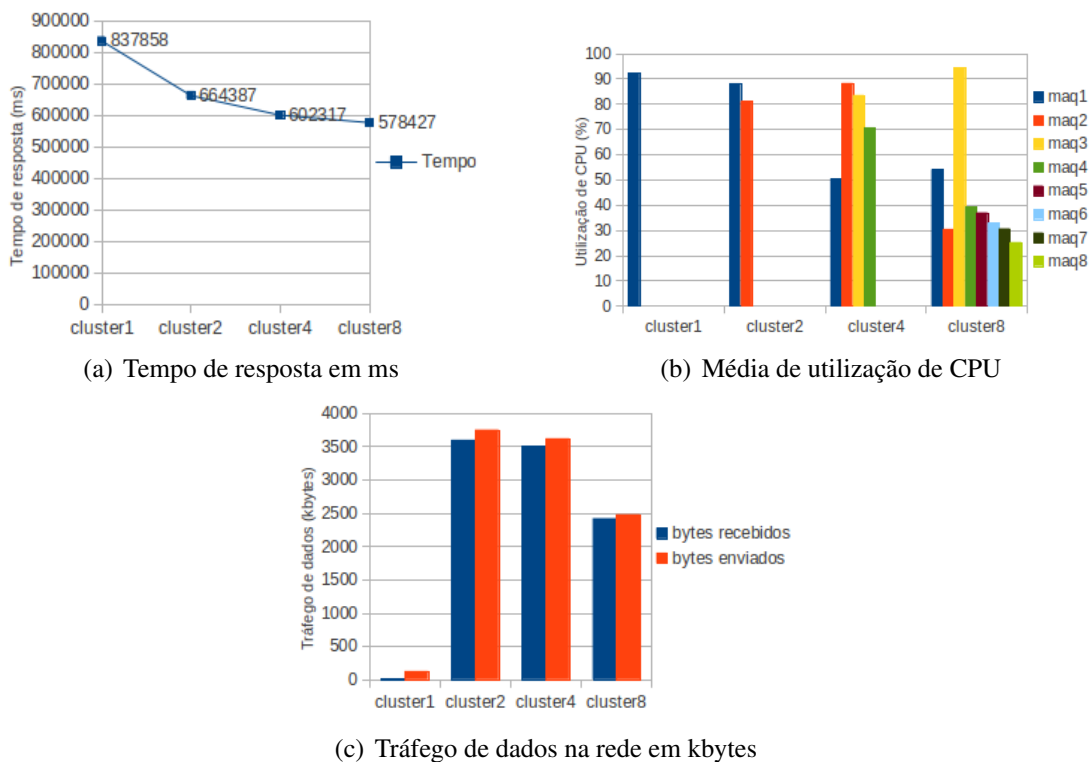 900000
800000
700000
600000
500000
400000
300000
200000
100000
0
Tempo de resposta (ms)
837858
664387
602317
578427
Tempo
cluster1 cluster2 cluster4 cluster8
(a) Tempo de resposta em ms
100
90
80
70
60
50
40
30
20
10
0
Utilização de CPU (%)
maq1
maq2
maq3
maq4
maq5
maq6
maq7
maq8
cluster1 cluster2 cluster4 cluster8
(b) Média de utilização de CPU
4000
3500
3000
2500
2000
1500
1000
500
0
Tráfego de dados (kbytes)
bytes recebidos
bytes enviados
cluster1 cluster2 cluster4 cluster8
(c) Tráfego de dados na rede em kbytes